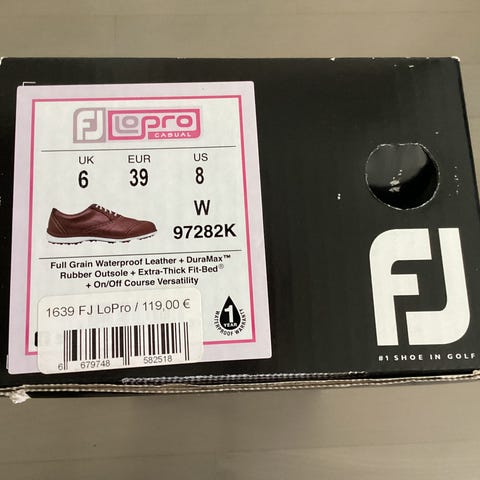 FJ LoPro
CASUAL
UK EUR US
6 39 8
W
97282K
Full Grain Waterproof Leather + DuraMax™
Rubber Outsole + Extra-Thick Fit-Bed®
+ On/Off Course Versatility
1639 FJ LoPro / 119,00 €
6 679748 582518
1
YEAR
WATERPROOF WARRANTY
FJ
#1 SHOE IN GOLF